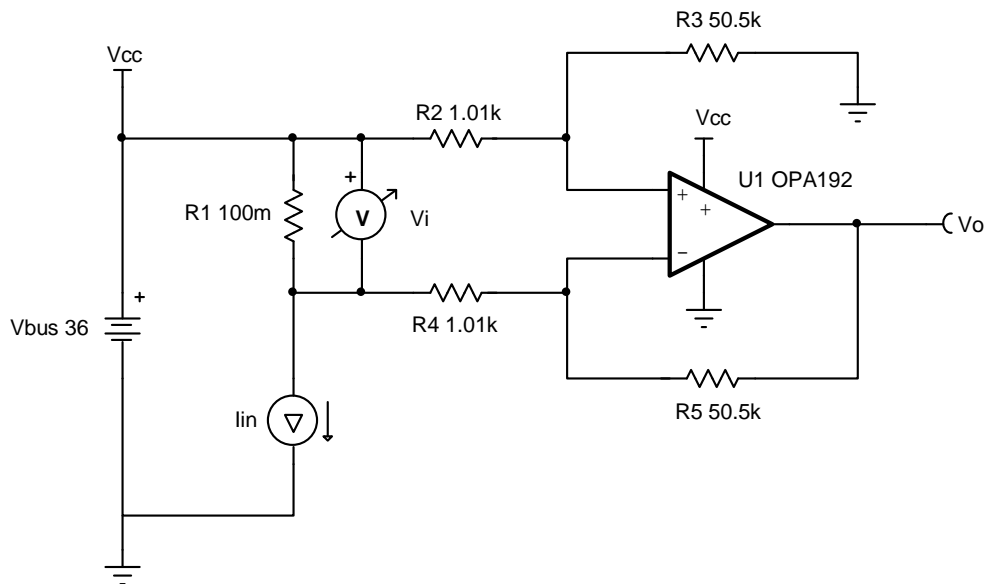 R3 50.5k
Vcc
R2 1.01k
Vcc
U1 OPA192
+
R1 100m
V
Vi
+
+
-
Vo
+
Vbus 36
R4 1.01k
R5 50.5k
Iin